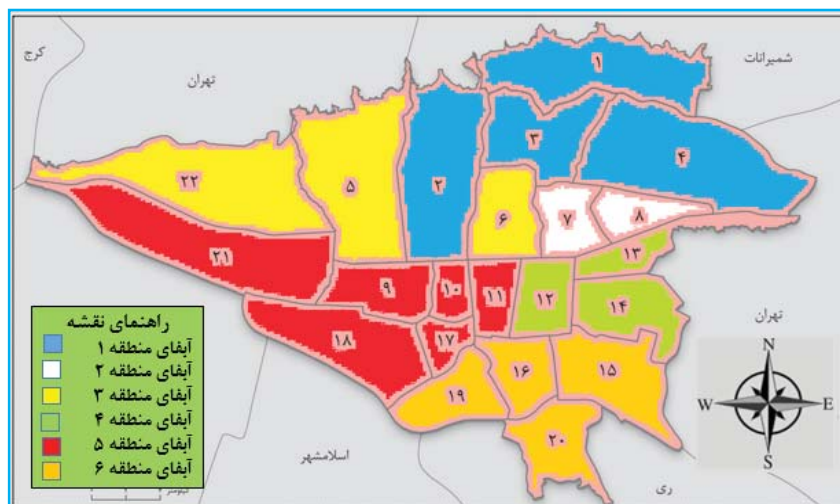 کرج
تهران
شمیرانات
۱
۳
۴
۲
۵
۲۲
۶
۷
۸
۱۳
۲۱
۹
۱۰
۱۱
۱۲
۱۴
۱۸
۱۷
۱۶
۱۵
۱۹
۲۰
تهران
اسلامشهر
ری
N
W
E
S
راهنمای نقشه
آبفای منطقه ۱
آبفای منطقه ۲
آبفای منطقه ۳
آبفای منطقه ۴
آبفای منطقه ۵
آبفای منطقه ۶
کیلومتر